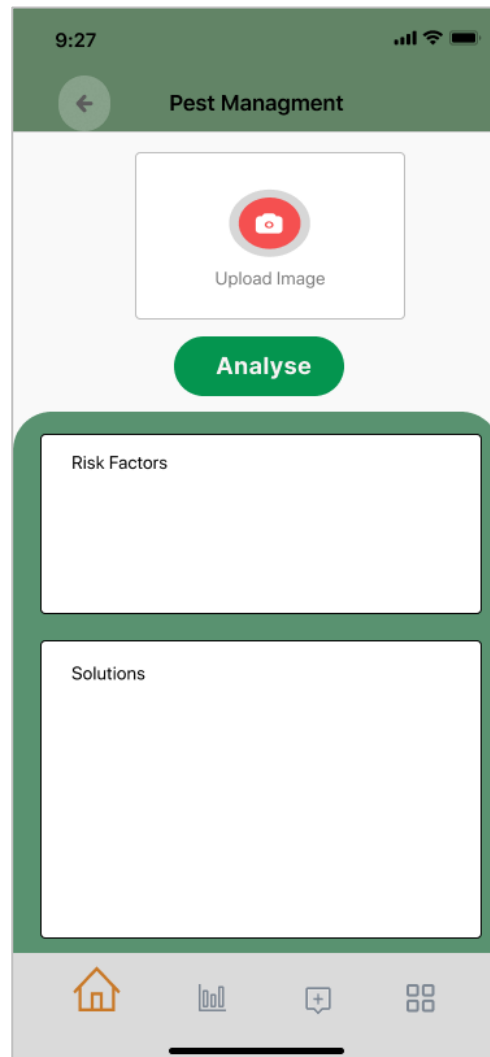 9:27
Pest Managment
Upload Image
Analyse
Risk Factors
Solutions